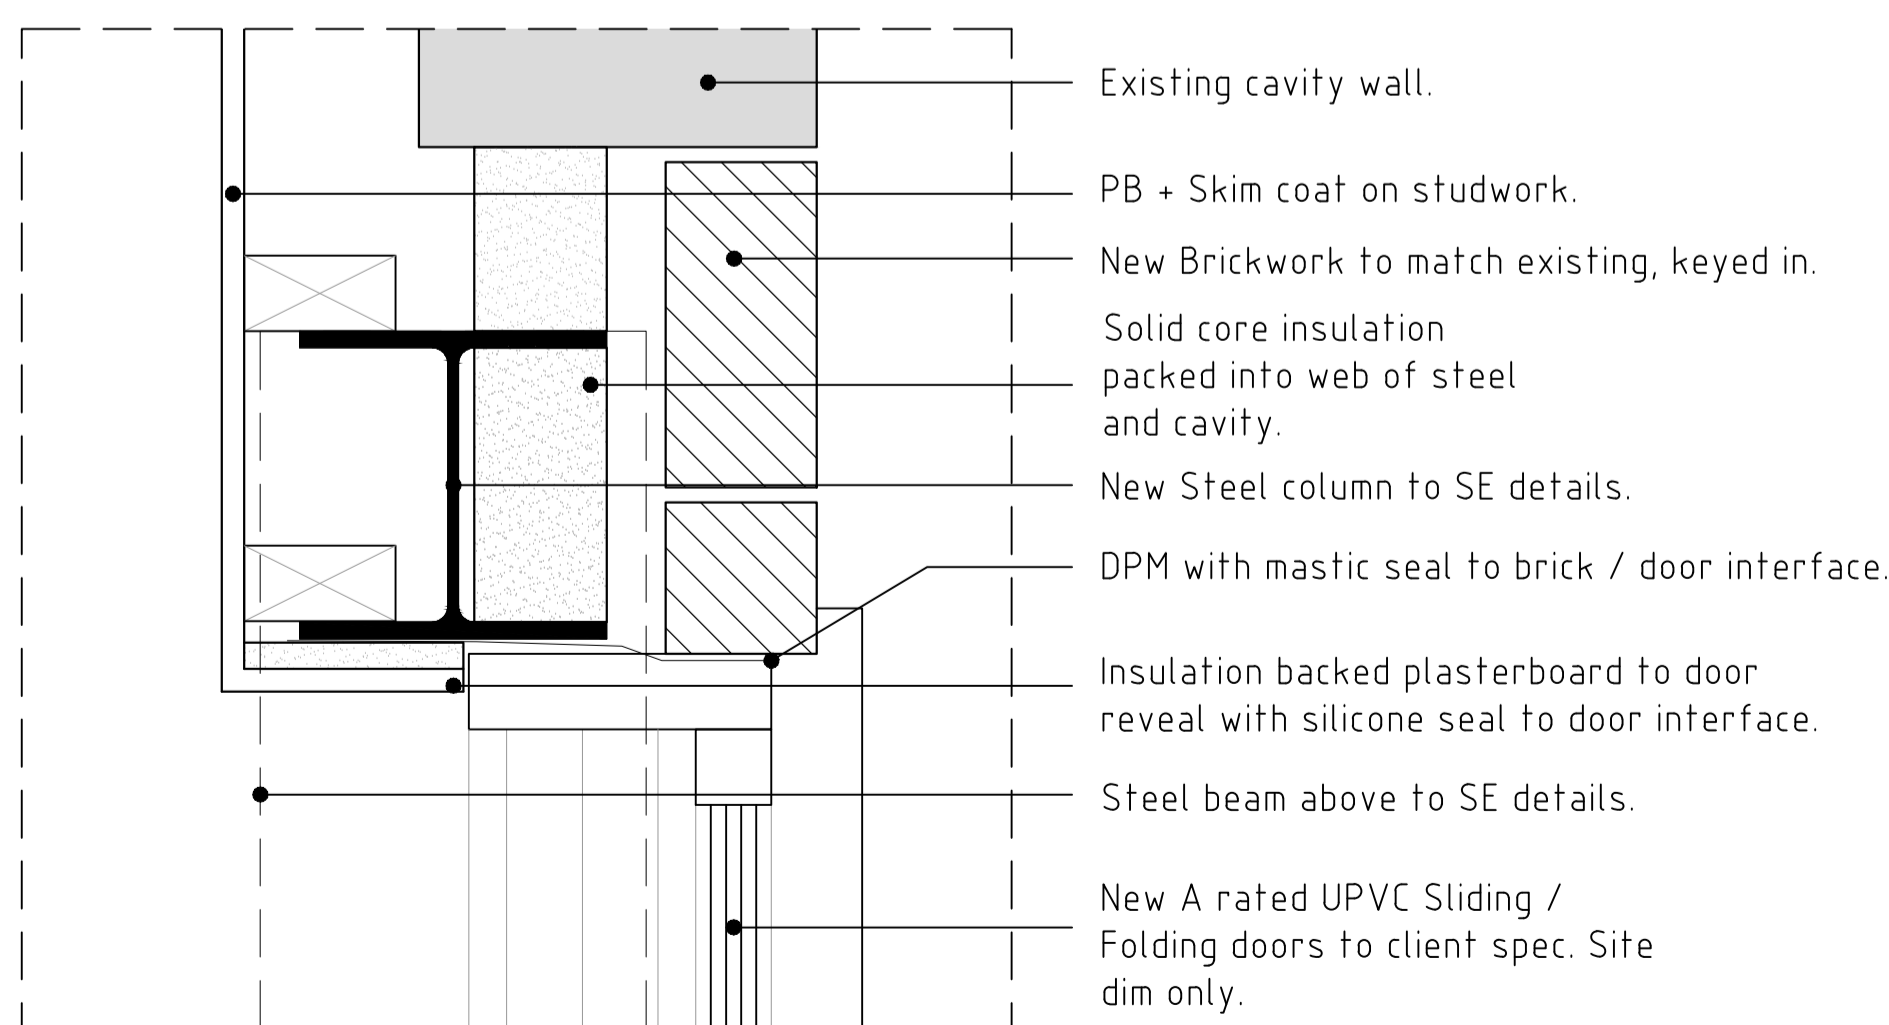 Existing cavity wall.
PB + Skim coat on studwork.
New Brickwork to match existing, keyed in.
Solid core insulation
packed into web of steel
and cavity.
New Steel column to SE details.
DPM with mastic seal to brick / door interface.
Insulation backed plasterboard to door
reveal with silicone seal to door interface.
Steel beam above to SE details.
New A rated UPVC Sliding /
Folding doors to client spec. Site
dim only.